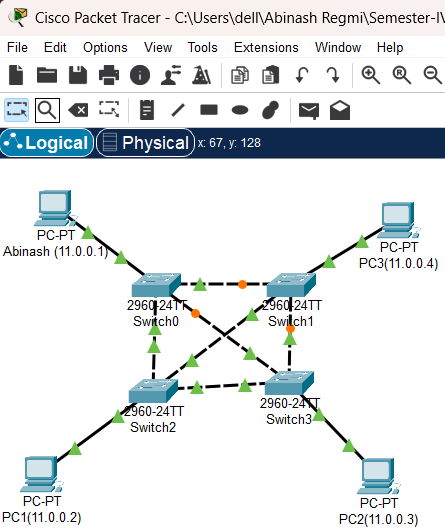 Cisco Packet Tracer - C:\Users\dell\Abinash Regmi\Semester-IV
File Edit Options View Tools Extensions Window Help
Logical Physical x: 67, y: 128
PC-PT
Abinash (11.0.0.1)
PC-PT
PC3(11.0.0.4)
2960-24TT
Switch0
2960-24TT
Switch1
2960-24TT
Switch2
2960-24TT
Switch3
PC-PT
PC1(11.0.0.2)
PC-PT
PC2(11.0.0.3)